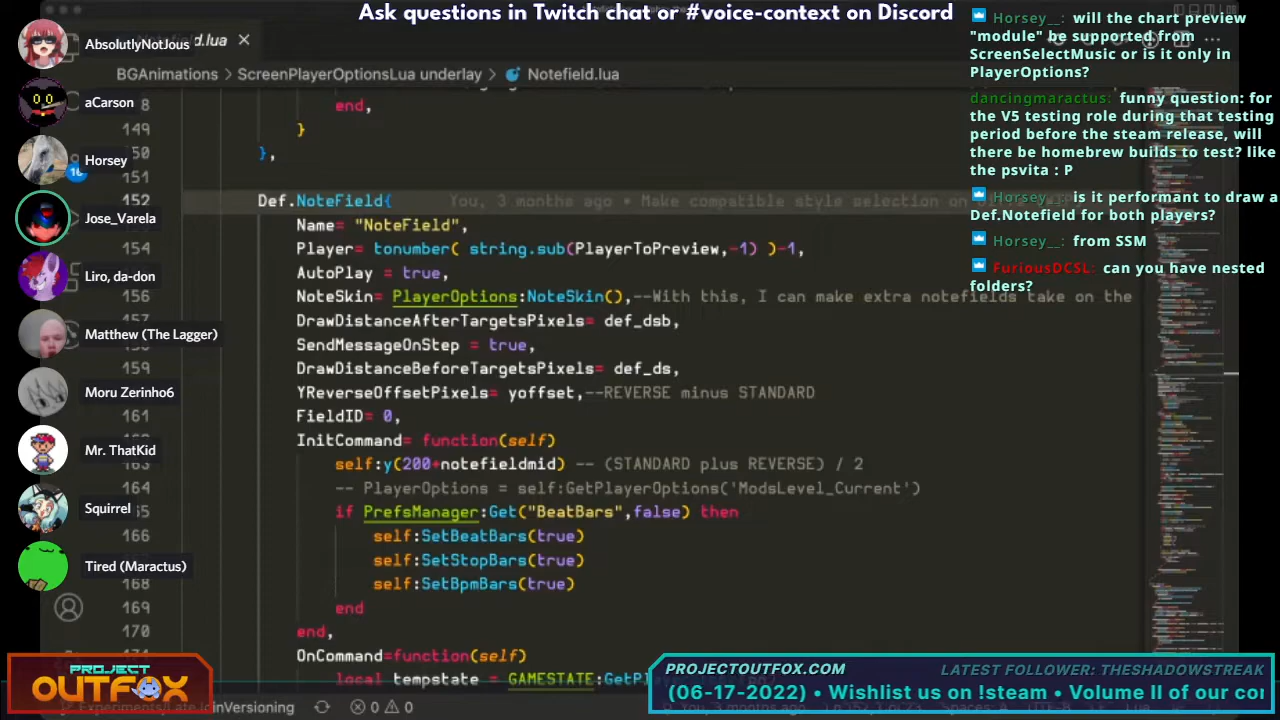 Ask questions in Twitch chat or #voice-context on Discord
AbsolutlyNotJous
aCarson
Horsey
Jose_Varela
Liro, da-don
Matthew (The Lagger)
Moru Zerinho6
Mr. ThatKid
Squirrel
Tired (Maractus)
BGAnimations > ScreenPlayerOptionsLua underlay > Notefield.lua
end,
149 }
},
151
152 Def.NoteField{ You, 3 months ago • Make compatible style selection on
Name= "NoteField",
154 Player= tonumber( string.sub(PlayerToPreview,-1) )-1,
AutoPlay = true,
156 NoteSkin= PlayerOptions:NoteSkin(),--With this, I can make extra notefields take on the
DrawDistanceAfterTargetsPixels= def_dsb,
SendMessageOnStep = true,
159 DrawDistanceBeforeTargetsPixels= def_ds,
YReverseOffsetPixels= yoffset,--REVERSE minus STANDARD
161 FieldID= 0,
InitCommand= function(self)
self:y(200+notefieldmid) -- (STANDARD plus REVERSE) / 2
164 -- PlayerOptions = self:GetPlayerOptions('ModsLevel_Current')
if PrefsManager:Get("BeatBars",false) then
166 self:SetBeatBars(true)
self:SetStopBars(true)
168 self:SetBpmBars(true)
169 end
170 end,
OnCommand=function(self)
local tempstate = GAMESTATE:GetPl
Horsey__: will the chart preview
"module" be supported from
ScreenSelectMusic or is it only in
PlayerOptions?
dancingmaractus: funny question: for
the V5 testing role during that testing
period before the steam release, will
there be homebrew builds to test? like
the psvita : P
Horsey__: is it performant to draw a
Def.Notefield for both players?
Horsey__: from SSM
FuriousDCSL: can you have nested
folders?
PROJECT
OUTFOX
PROJECTOUTFOX.COM
LATEST FOLLOWER: THESHADOWSTREAK
(06-17-2022) • Wishlist us on !steam • Volume II of our co
0 0